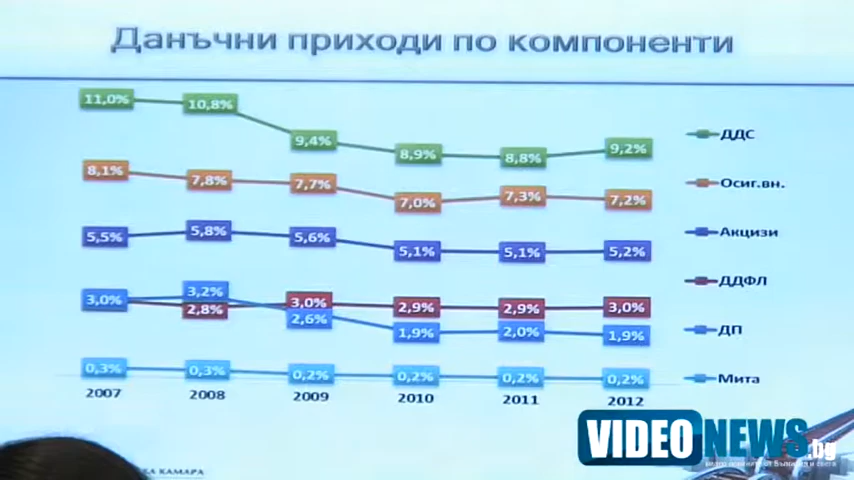 Данъчни приходи по компоненти
11,0% 10,8% 9,4% 8,9% 8,8% 9,2% ДДС
8,1% 7,8% 7,7% 7,0% 7,3% 7,2% Осиг.вн.
5,5% 5,8% 5,6% 5,1% 5,1% 5,2% Акцизи
2,8% 3,0% 2,9% 2,9% 3,0% ДДФЛ
3,0% 3,2% 2,6% 1,9% 2,0% 1,9% ДП
0,3% 0,3% 0,2% 0,2% 0,2% 0,2% Мита
2007 2008 2009 2010 2011 2012
VIDEONEWS.bg
КАМАРА